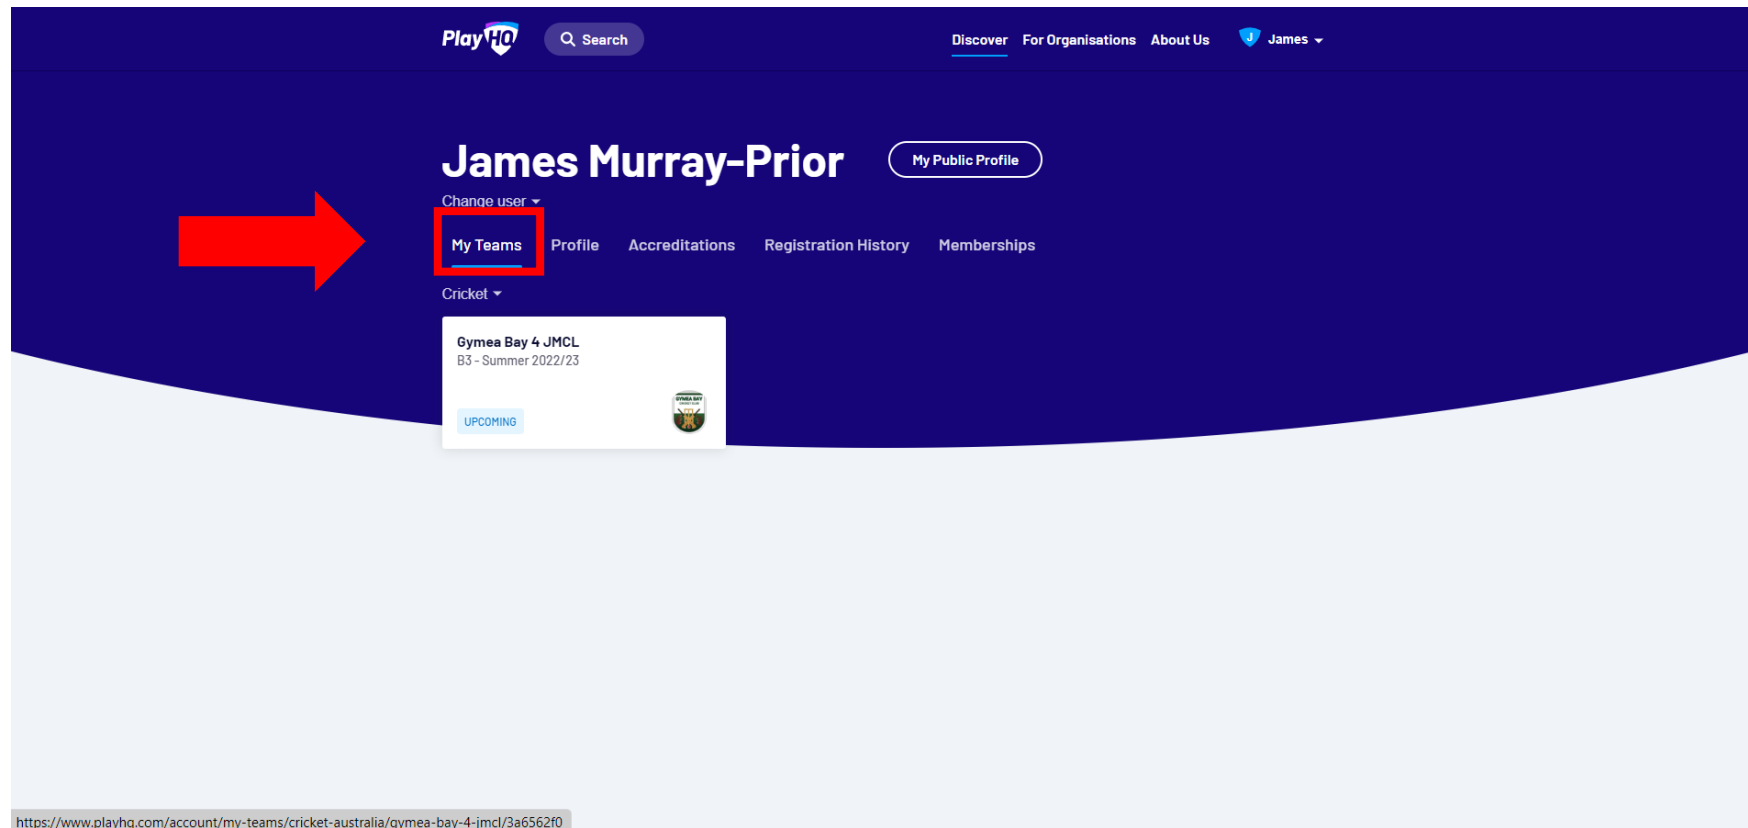 PlayHQ
Search
Discover For Organisations About Us J James
James Murray-Prior
My Public Profile
Change user
My Teams Profile Accreditations Registration History Memberships
Cricket
Gymea Bay 4 JMCL
B3 - Summer 2022/23
GYMEA BAY
UPCOMING
https://www.playhq.com/account/my-teams/cricket-australia/gymea-bay-4-jmcl/3a6562f0